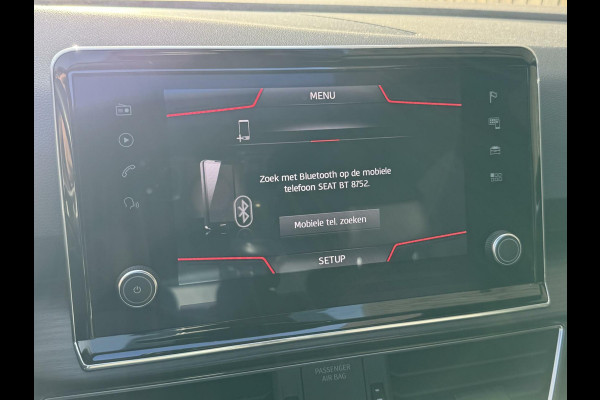 MENU
Zoek met Bluetooth op de mobiele
telefoon SEAT BT 8752.
Mobiele tel. zoeken
SETUP
PASSENGER
AIR BAG